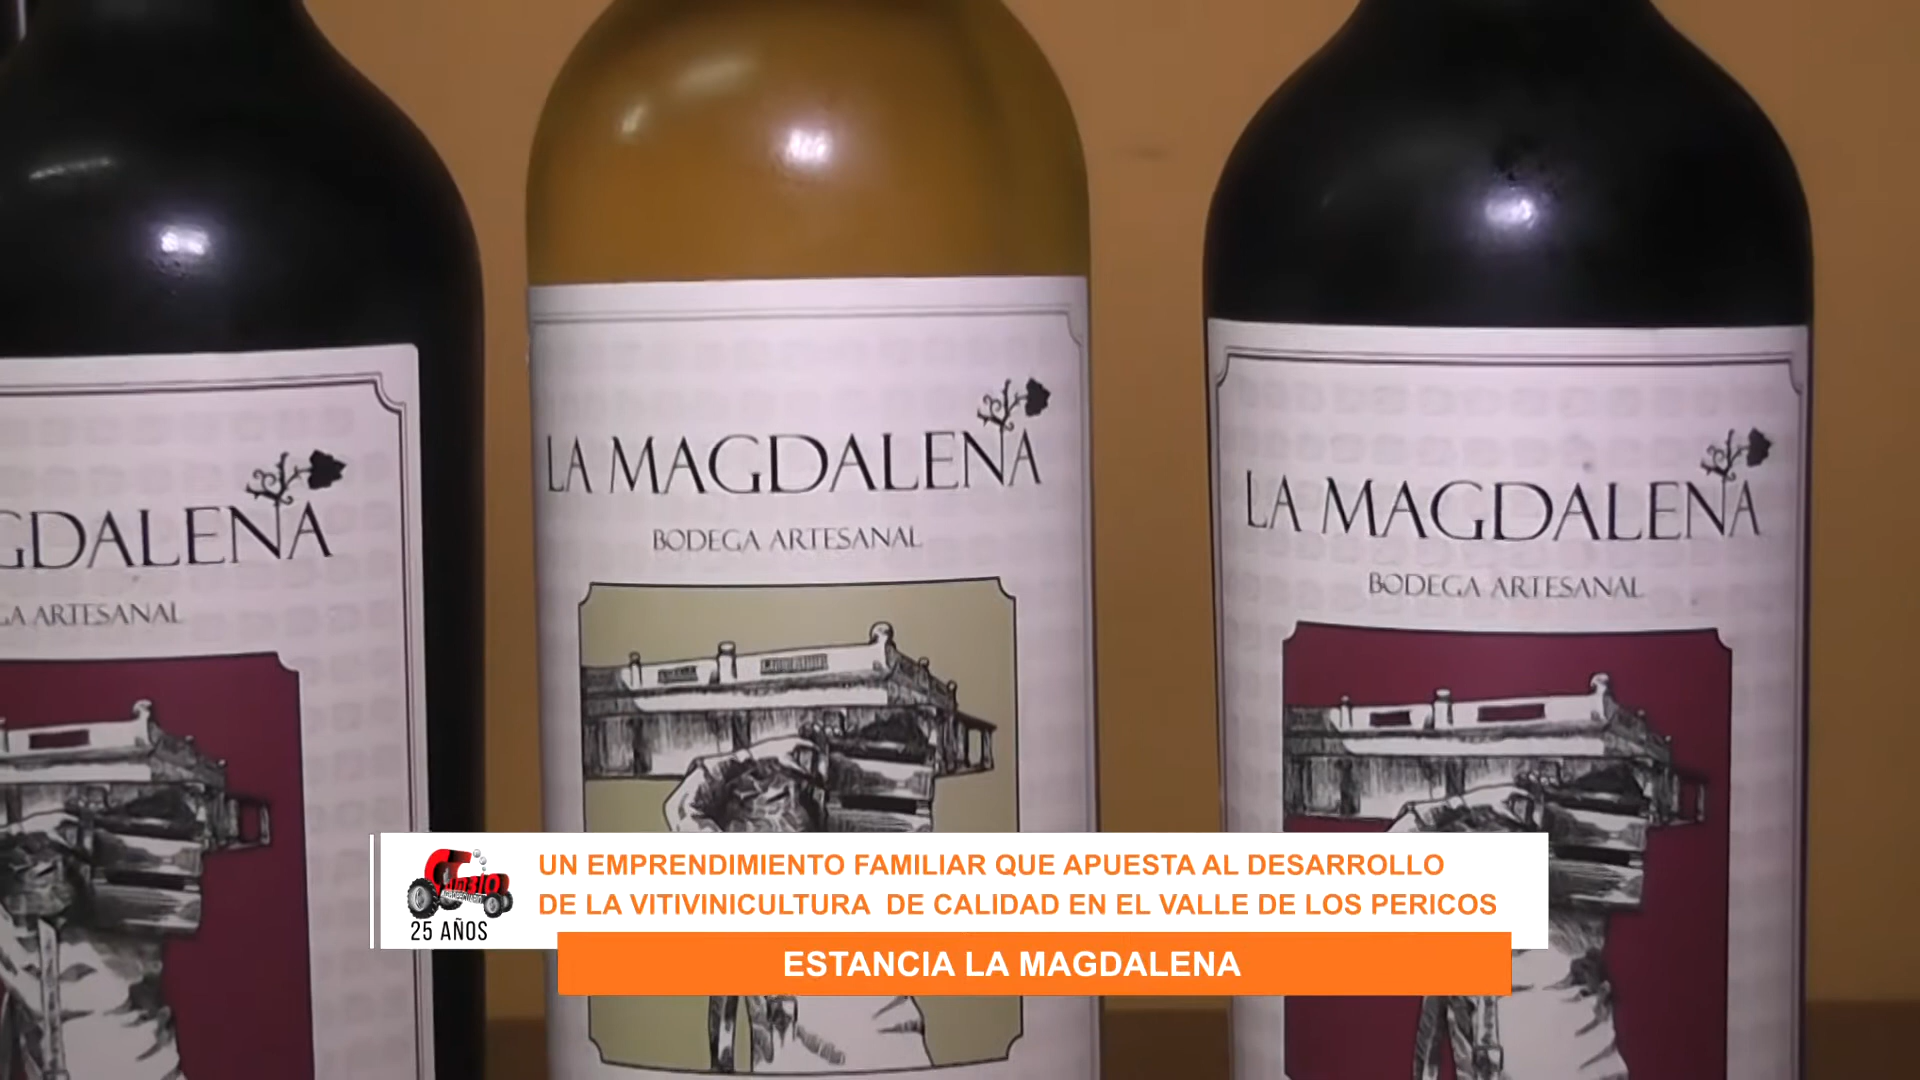 GDALENA
GA ARTESANAL
LA MAGDALENA
BODEGA ARTESANAL
LA MAGDALENA
BODEGA ARTESANAL
25 AÑOS
UN EMPRENDIMIENTO FAMILIAR QUE APUESTA AL DESARROLLO
DE LA VITIVINICULTURA DE CALIDAD EN EL VALLE DE LOS PERICOS
ESTANCIA LA MAGDALENA